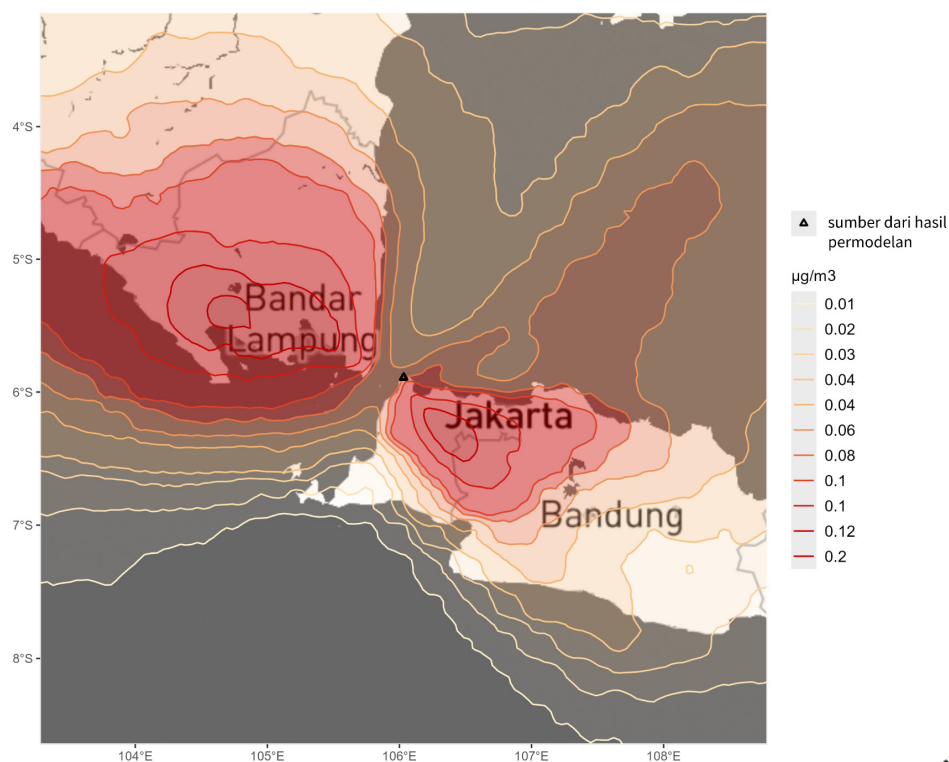 4°S
5°S
6°S
7°S
8°S
104°E
105°E
106°E
107°E
108°E
Bandar
Lampung
Jakarta
Bandung
sumber dari hasil
permodelan
µg/m3
0.01
0.02
0.03
0.04
0.04
0.06
0.08
0.1
0.1
0.12
0.2